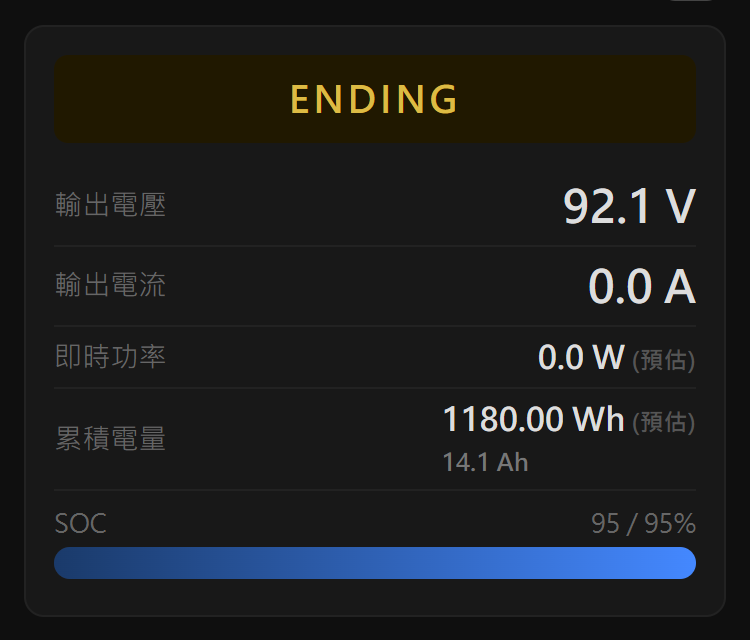 ENDING
輸出電壓 92.1 V
輸出電流 0.0 A
即時功率 0.0 W (預估)
累積電量 1180.00 Wh (預估)
14.1 Ah
SOC 95 / 95%